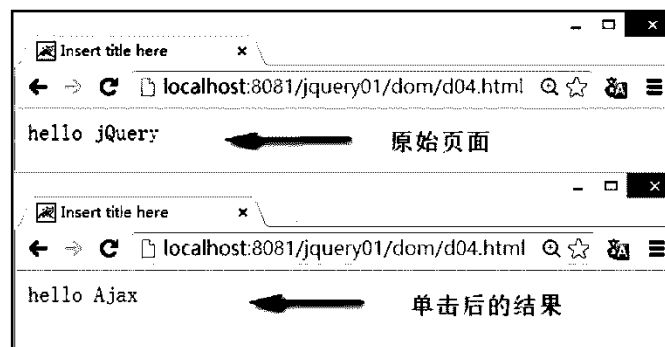 Insert title here
localhost:8081/jquery01/dom/d04.html
hello jQuery
原始页面
Insert title here
localhost:8081/jquery01/dom/d04.html
hello Ajax
单击后的结果